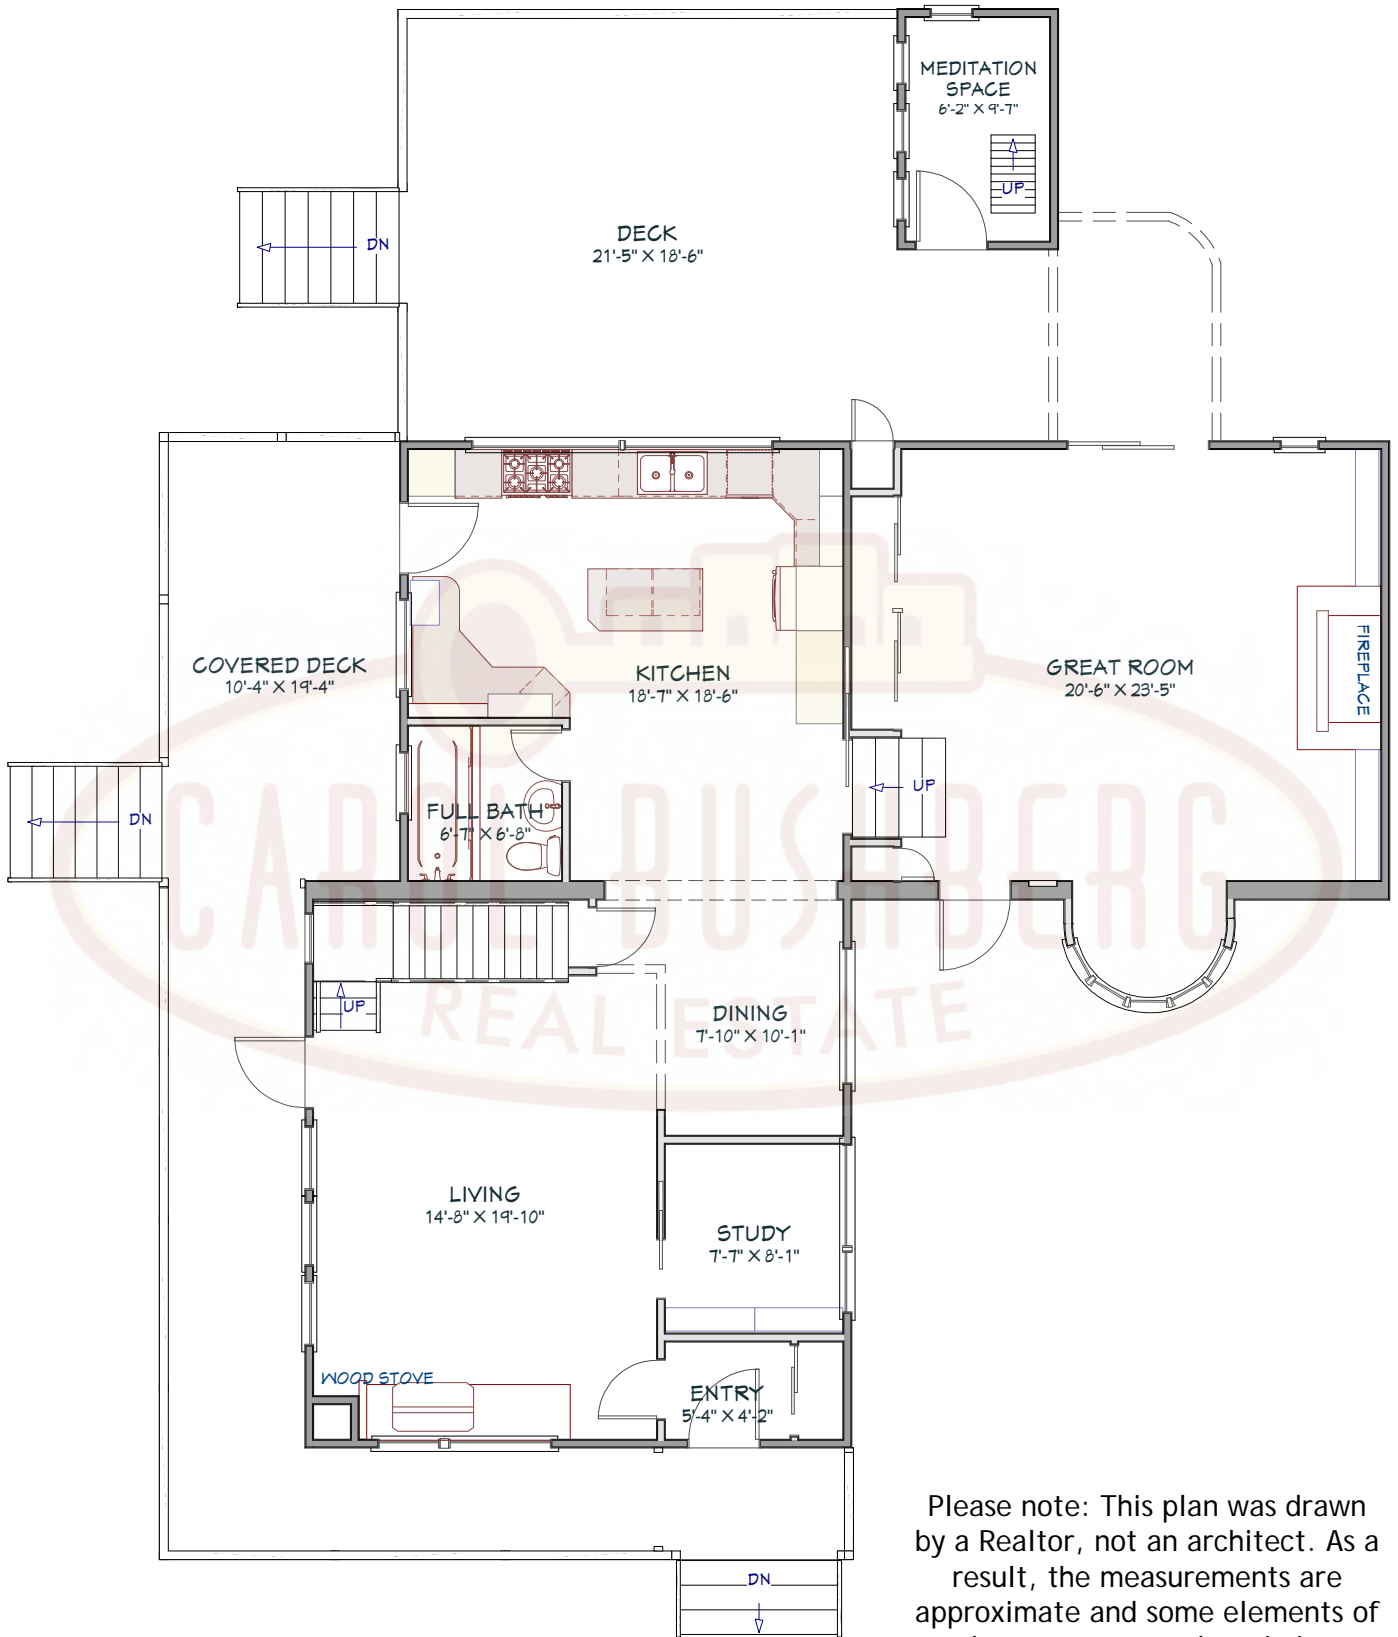 MEDITATION
SPACE
6'-2" X 9'-7"
UP
DECK
21'-5" X 18'-6"
DN
COVERED DECK
10'-4" X 19'-4"
KITCHEN
18'-7" X 18'-6"
GREAT ROOM
20'-6" X 23'-5"
FIREPLACE
DN
FULL BATH
6'-7" X 6'-8"
UP
CAROL BUSHBERG
REAL ESTATE
UP
DINING
7'-10" X 10'-1"
LIVING
14'-8" X 19'-10"
STUDY
7'-7" X 8'-1"
WOOD STOVE
ENTRY
5'-4" X 4'-2"
DN
Please note: This plan was drawn
by a Realtor, not an architect. As a
result, the measurements are
approximate and some elements of